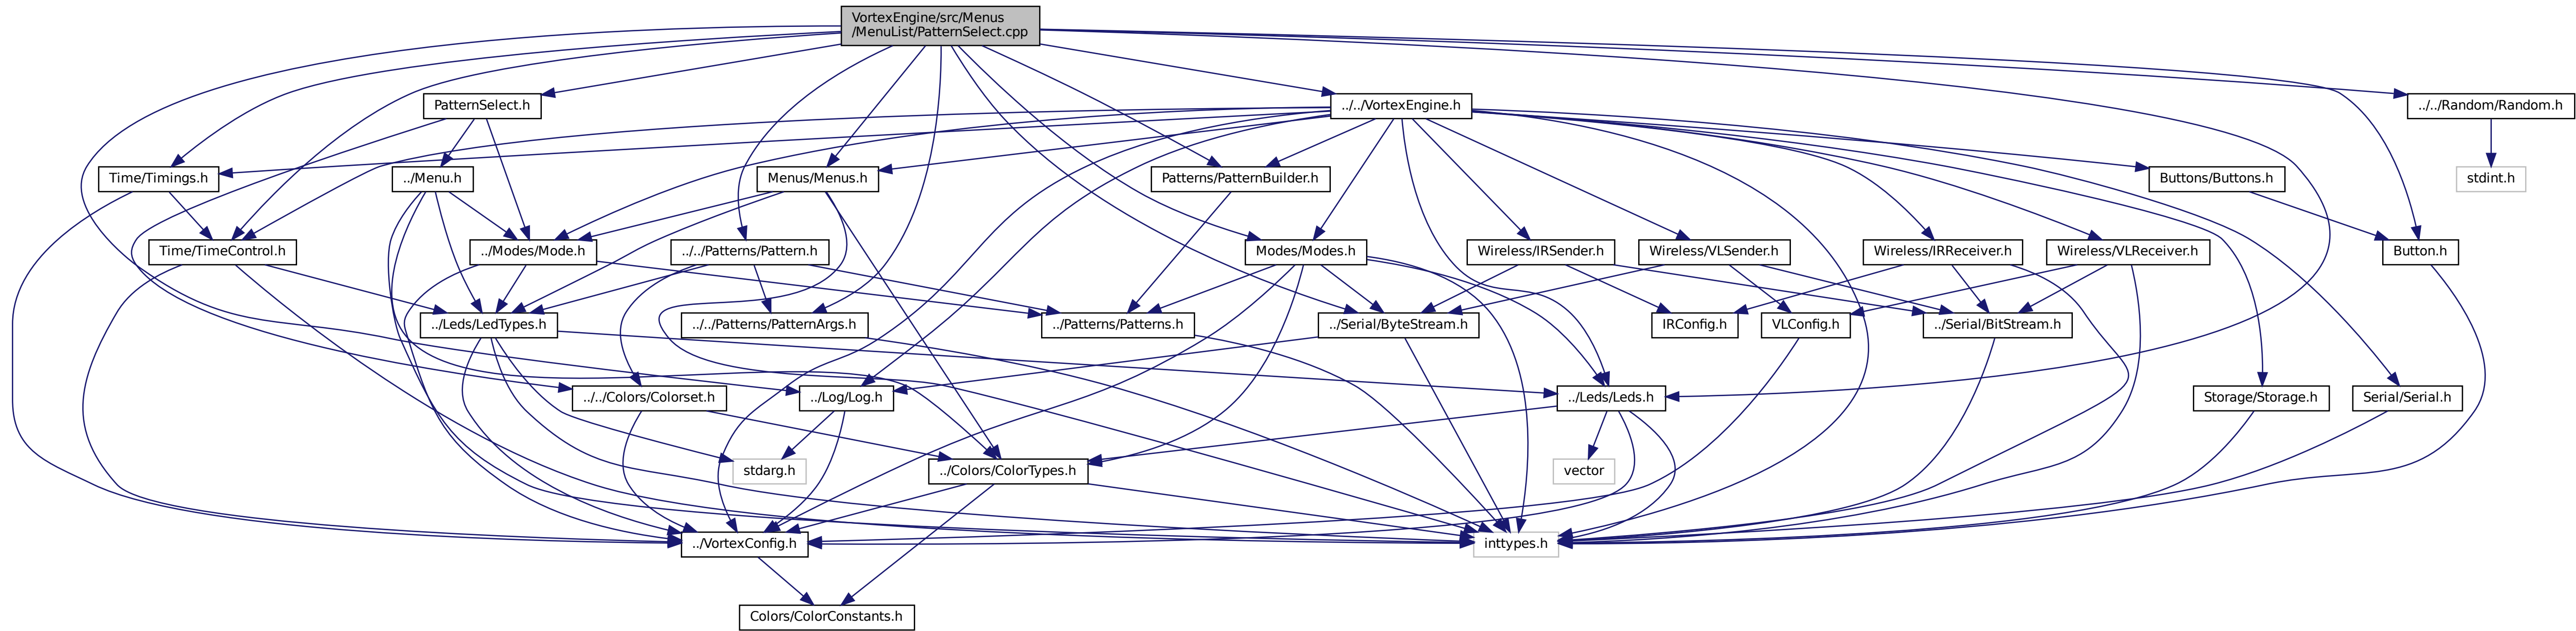 VortexEngine/src/Menus
/MenuList/PatternSelect.cpp
PatternSelect.h
../../VortexEngine.h
../../Random/Random.h
Time/Timings.h
../Menu.h
Menus/Menus.h
Patterns/PatternBuilder.h
Buttons/Buttons.h
stdint.h
Time/TimeControl.h
../Modes/Mode.h
../../Patterns/Pattern.h
Modes/Modes.h
Wireless/IRSender.h
Wireless/VLSender.h
Wireless/IRReceiver.h
Wireless/VLReceiver.h
Button.h
../Leds/LedTypes.h
../../Patterns/PatternArgs.h
../Patterns/Patterns.h
../Serial/ByteStream.h
IRConfig.h
VLConfig.h
../Serial/BitStream.h
../../Colors/Colorset.h
../Log/Log.h
../Leds/Leds.h
Storage/Storage.h
Serial/Serial.h
stdarg.h
../Colors/ColorTypes.h
vector
../VortexConfig.h
inttypes.h
Colors/ColorConstants.h